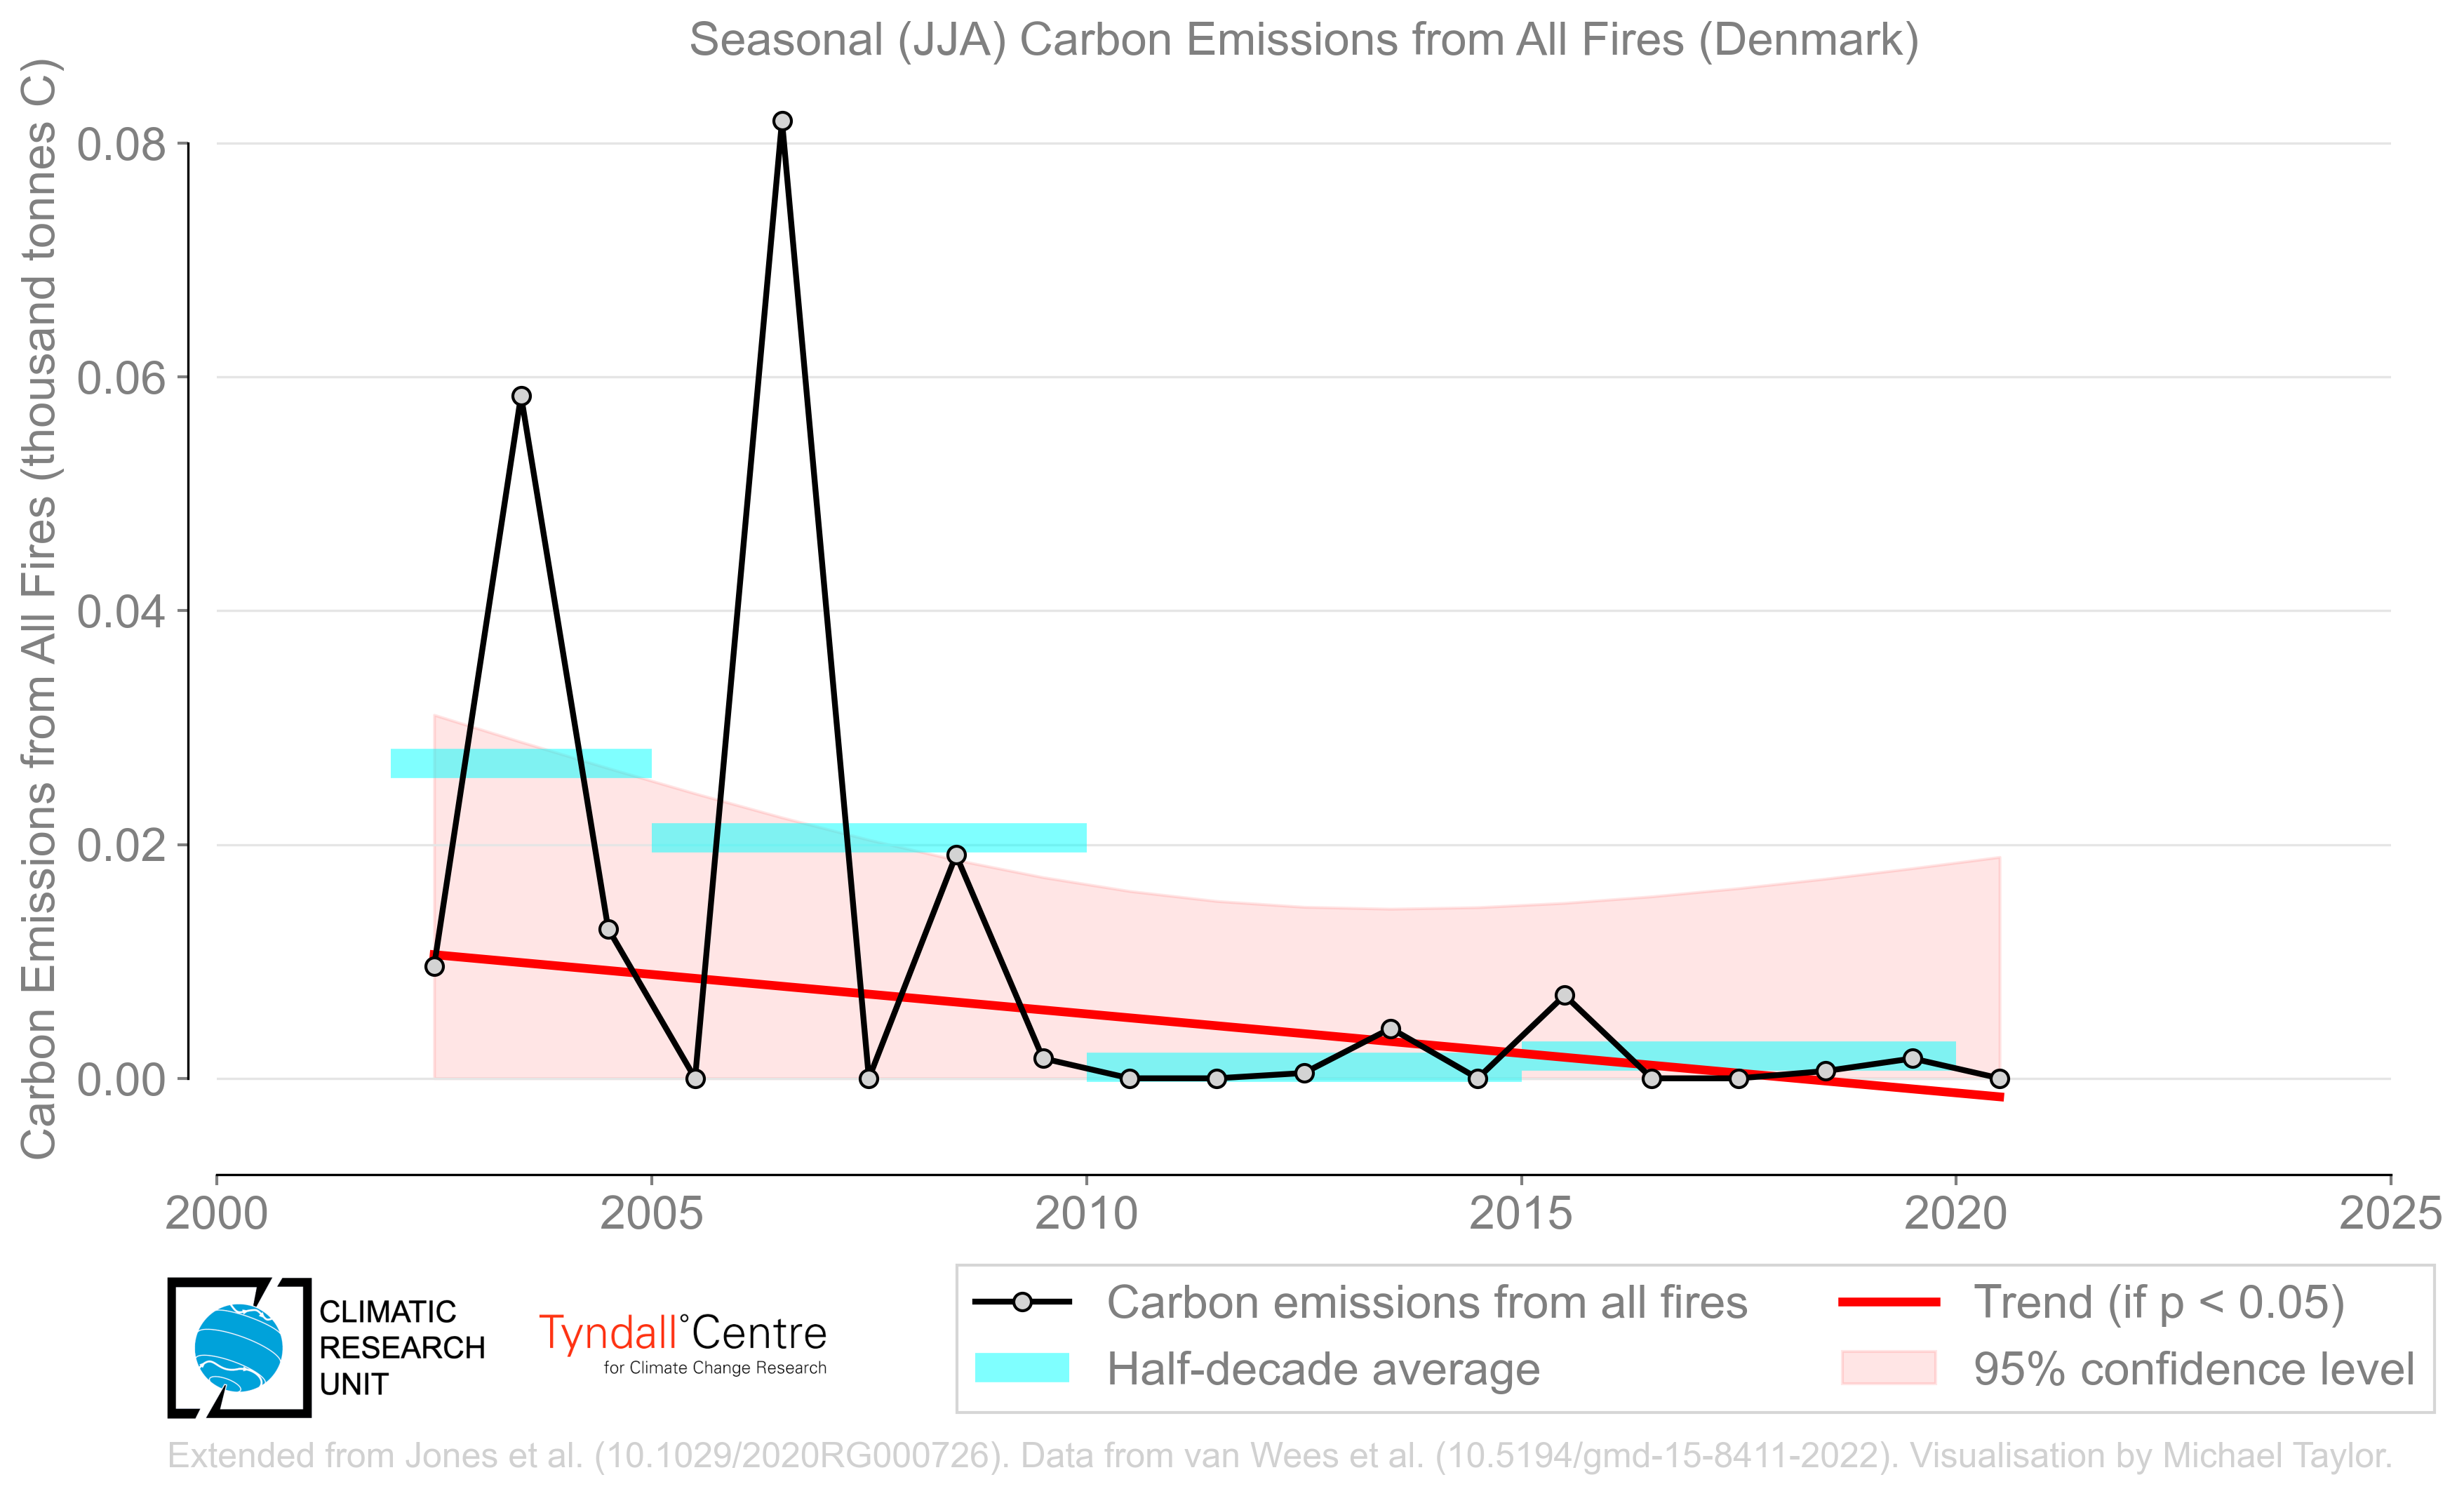 Seasonal (JJA) Carbon Emissions from All Fires (Denmark)
Carbon Emissions from All Fires (thousand tonnes C)
0.08
0.06
0.04
0.02
0.00
2000
2005
2010
2015
2020
2025
CLIMATIC
RESEARCH
UNIT
Tyndall°Centre
for Climate Change Research
Carbon emissions from all fires
Half-decade average
Trend (if p < 0.05)
95% confidence level
Extended from Jones et al. (10.1029/2020RG000726). Data from van Wees et al. (10.5194/gmd-15-8411-2022). Visualisation by Michael Taylor.